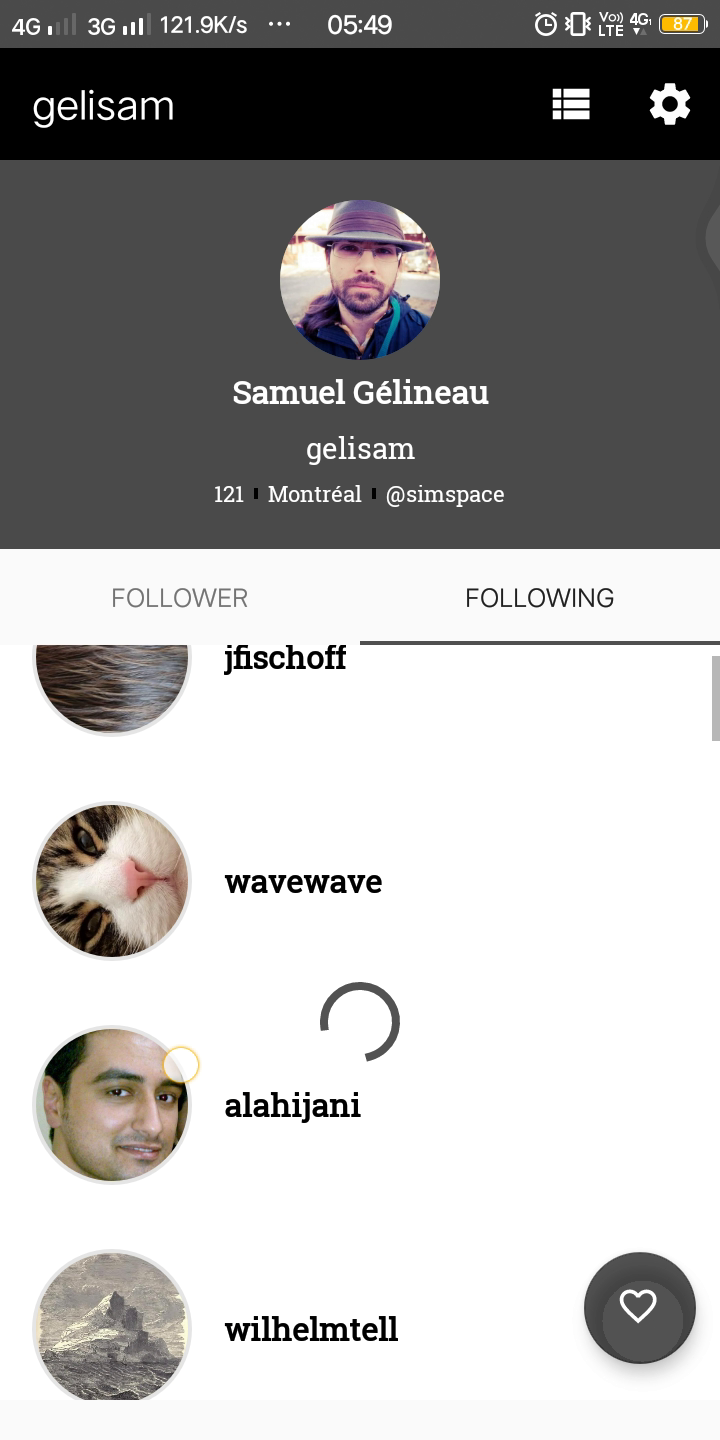 4G 3G 121.9K/s ... 05:49 Vo)) LTE 4G 87
gelisam
Samuel Gélineau
gelisam
121 Montréal @simspace
FOLLOWER FOLLOWING
jfischoff
wavewave
alahijani
wilhelmtell